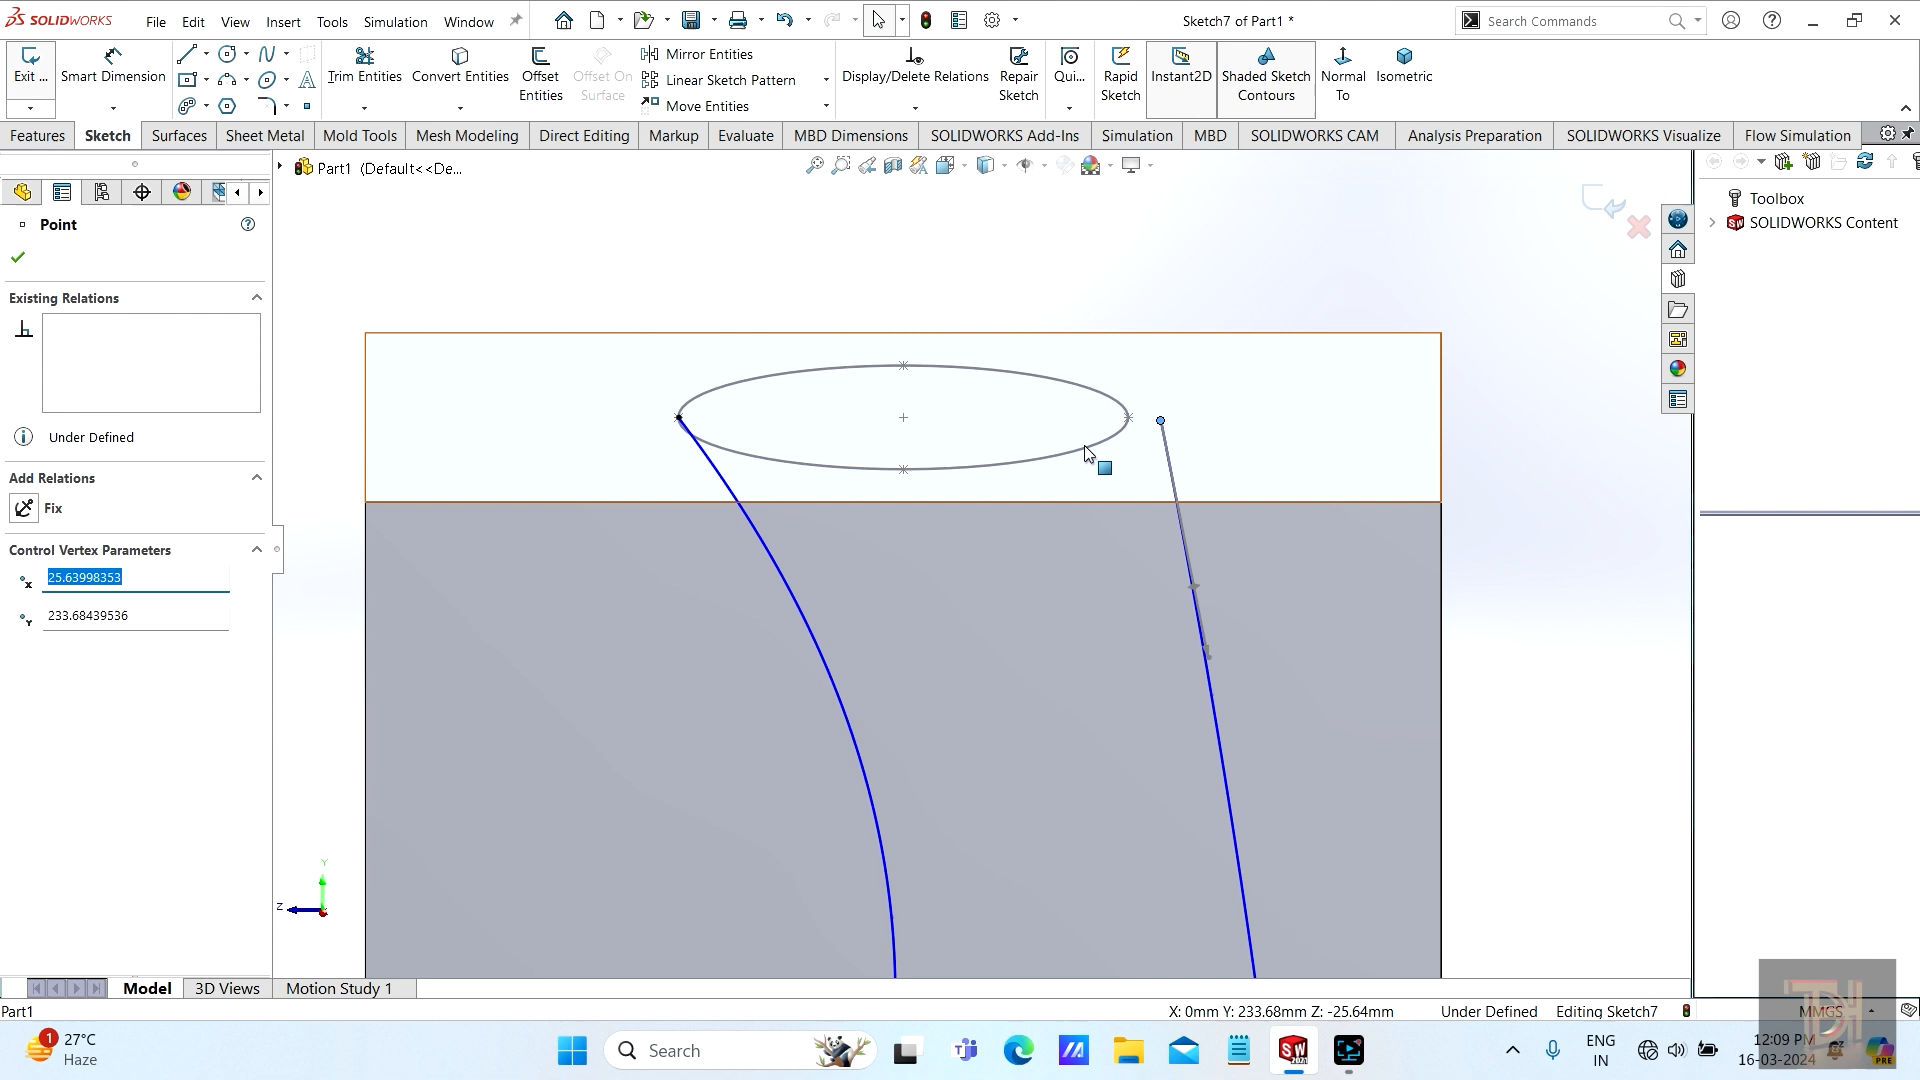 SOLIDWORKS
File Edit View Insert Tools Simulation Window
Sketch7 of Part1 *
Search Commands
Exit ...
Smart Dimension
Trim Entities
Convert Entities
Offset
Entities
Offset On
Surface
Mirror Entities
Linear Sketch Pattern
Move Entities
Display/Delete Relations
Repair
Sketch
Qui...
Rapid
Sketch
Instant2D
Shaded Sketch
Contours
Normal
To
Isometric
Features Sketch Surfaces Sheet Metal Mold Tools Mesh Modeling Direct Editing Markup Evaluate MBD Dimensions SOLIDWORKS Add-Ins Simulation MBD SOLIDWORKS CAM Analysis Preparation SOLIDWORKS Visualize Flow Simulation
Part1 (Default<<De...
Toolbox
SOLIDWORKS Content
Point
Existing Relations
Under Defined
Add Relations
Fix
Control Vertex Parameters
x 25.63998353
Y 233.68439536
Y
Z
Model 3D Views Motion Study 1
Part1
X: 0mm Y: 233.68mm Z: -25.64mm Under Defined Editing Sketch7 MMGS
1
27°C
Haze
Search
SW
2021
ENG
IN
12:09 PM
16-03-2024
PRE